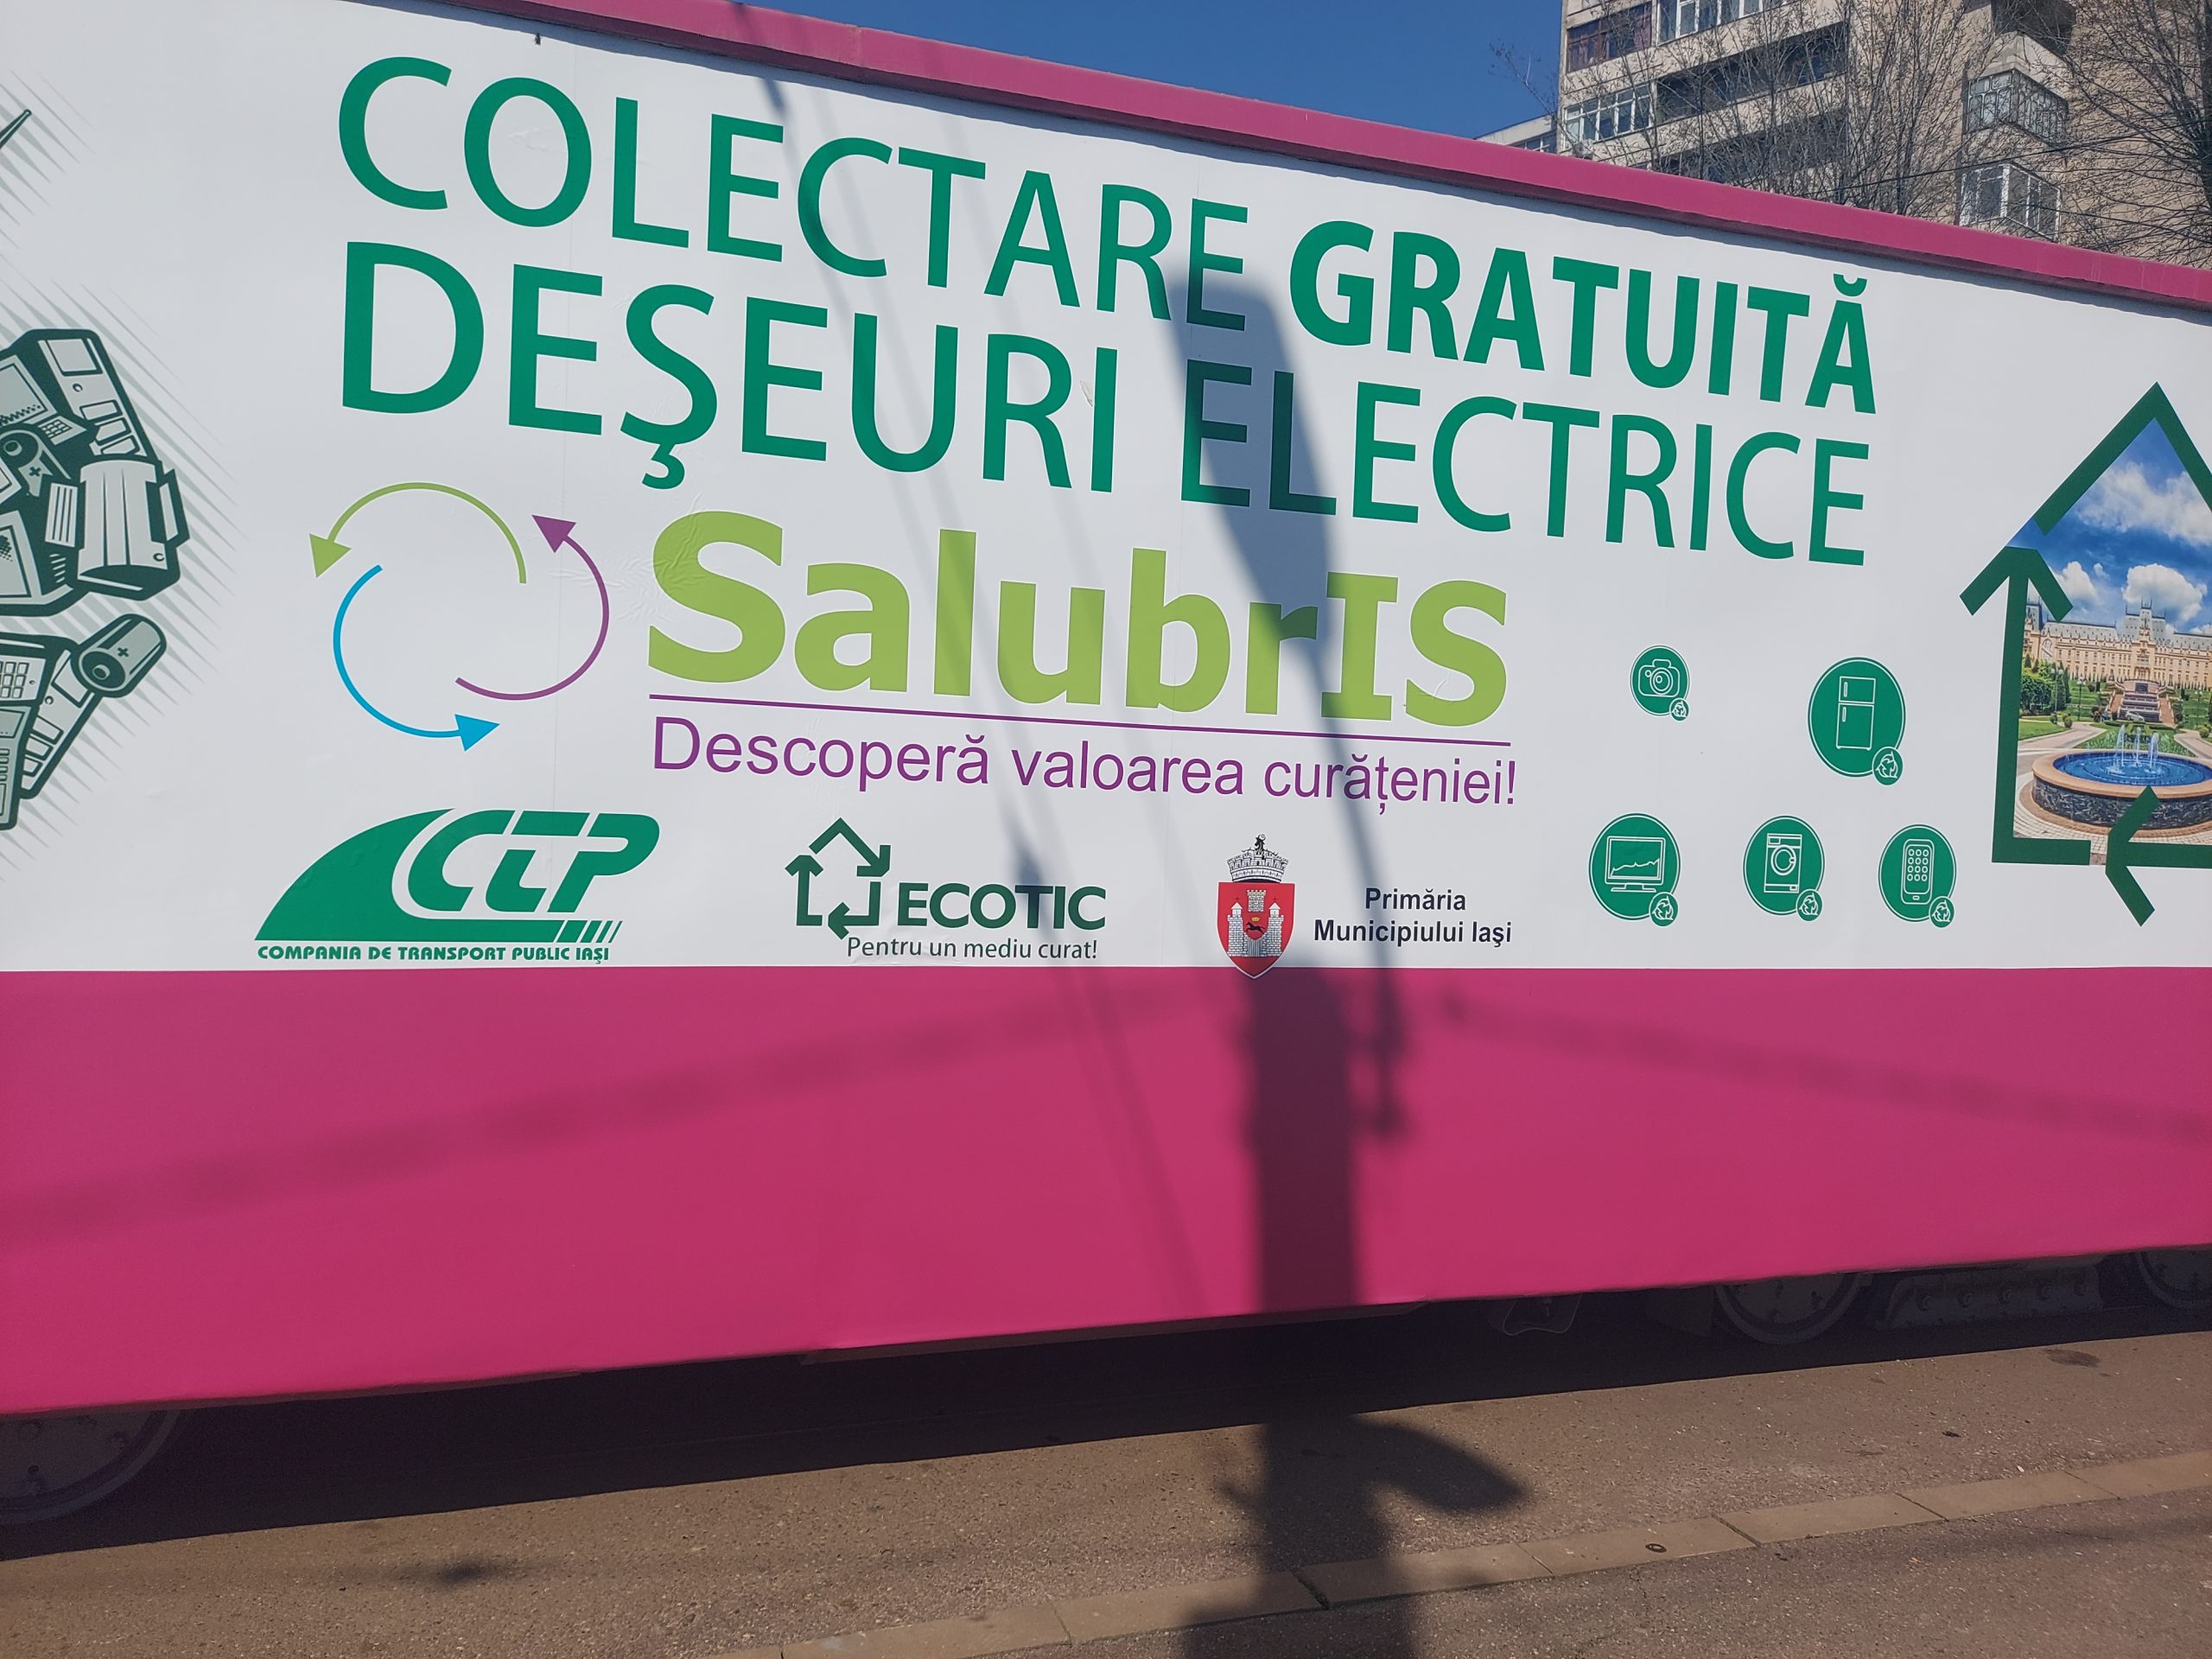 COLECTARE GRATUITĂ
DEŞEURI ELECTRICE
SalubrIS
Descoperă valoarea curățeniei!
CTP
COMPANIA DE TRANSPORT PUBLIC IAŞI
ECOTIC
Pentru un mediu curat!
Primăria
Municipiului Iaşi